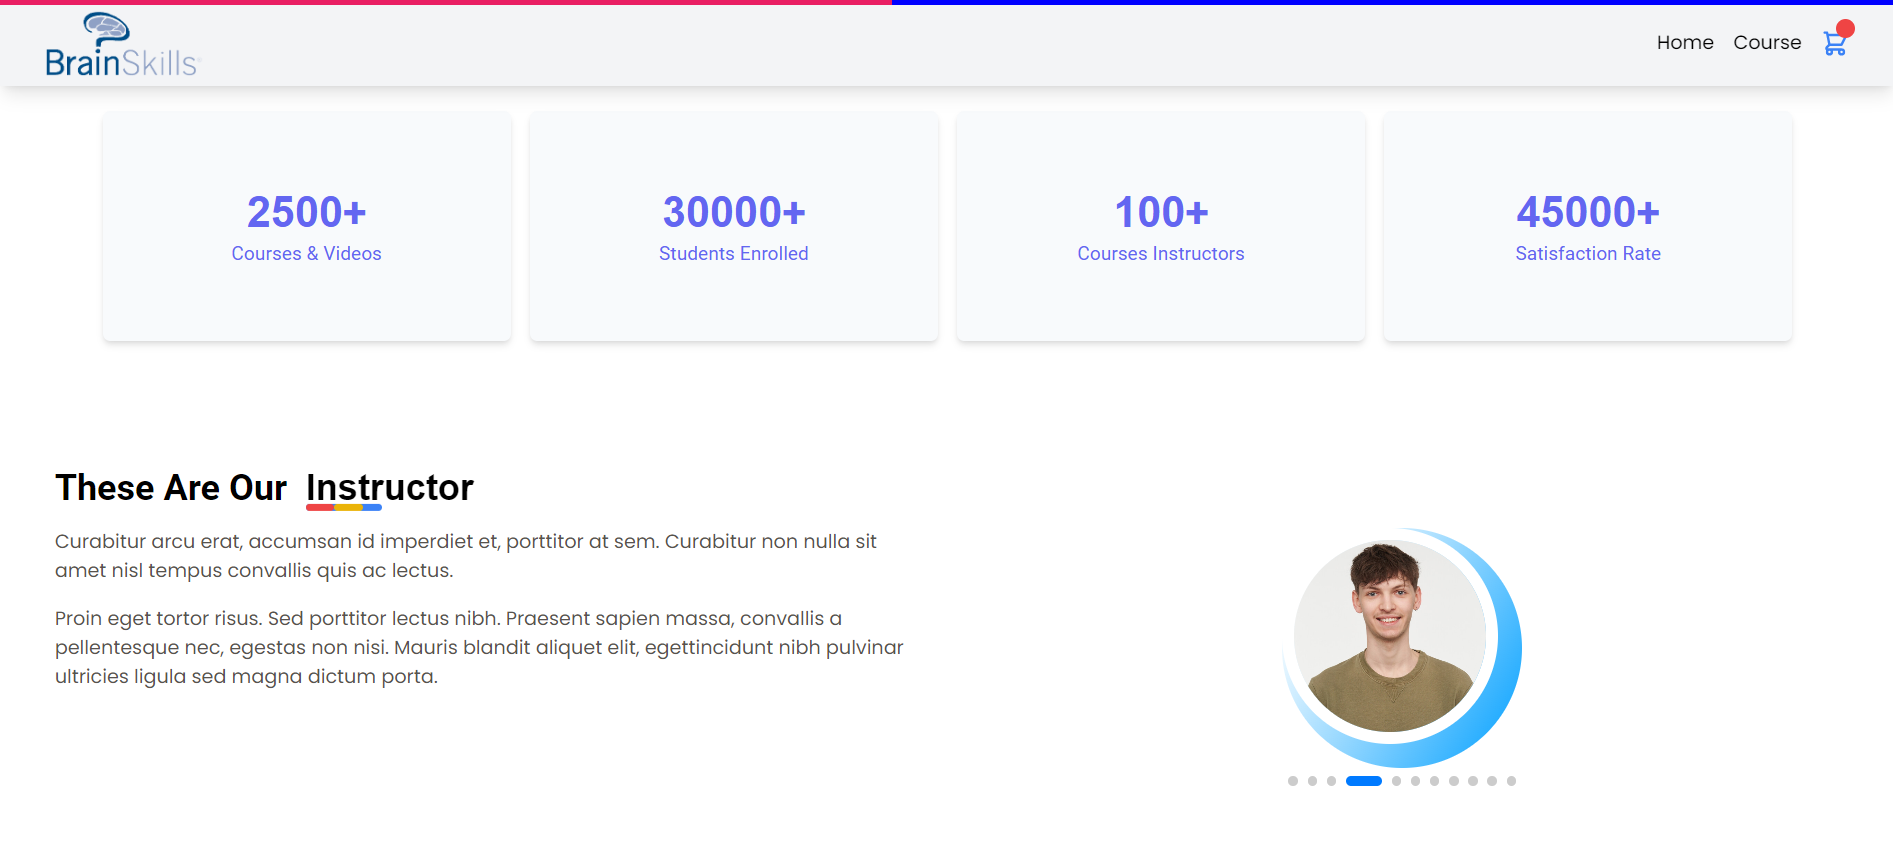 BrainSkills
Home Course
2500+
Courses & Videos
30000+
Students Enrolled
100+
Courses Instructors
45000+
Satisfaction Rate
These Are Our Instructor
Curabitur arcu erat, accumsan id imperdiet et, porttitor at sem. Curabitur non nulla sit
amet nisl tempus convallis quis ac lectus.
Proin eget tortor risus. Sed porttitor lectus nibh. Praesent sapien massa, convallis a
pellentesque nec, egestas non nisi. Mauris blandit aliquet elit, egettincidunt nibh pulvinar
ultricies ligula sed magna dictum porta.